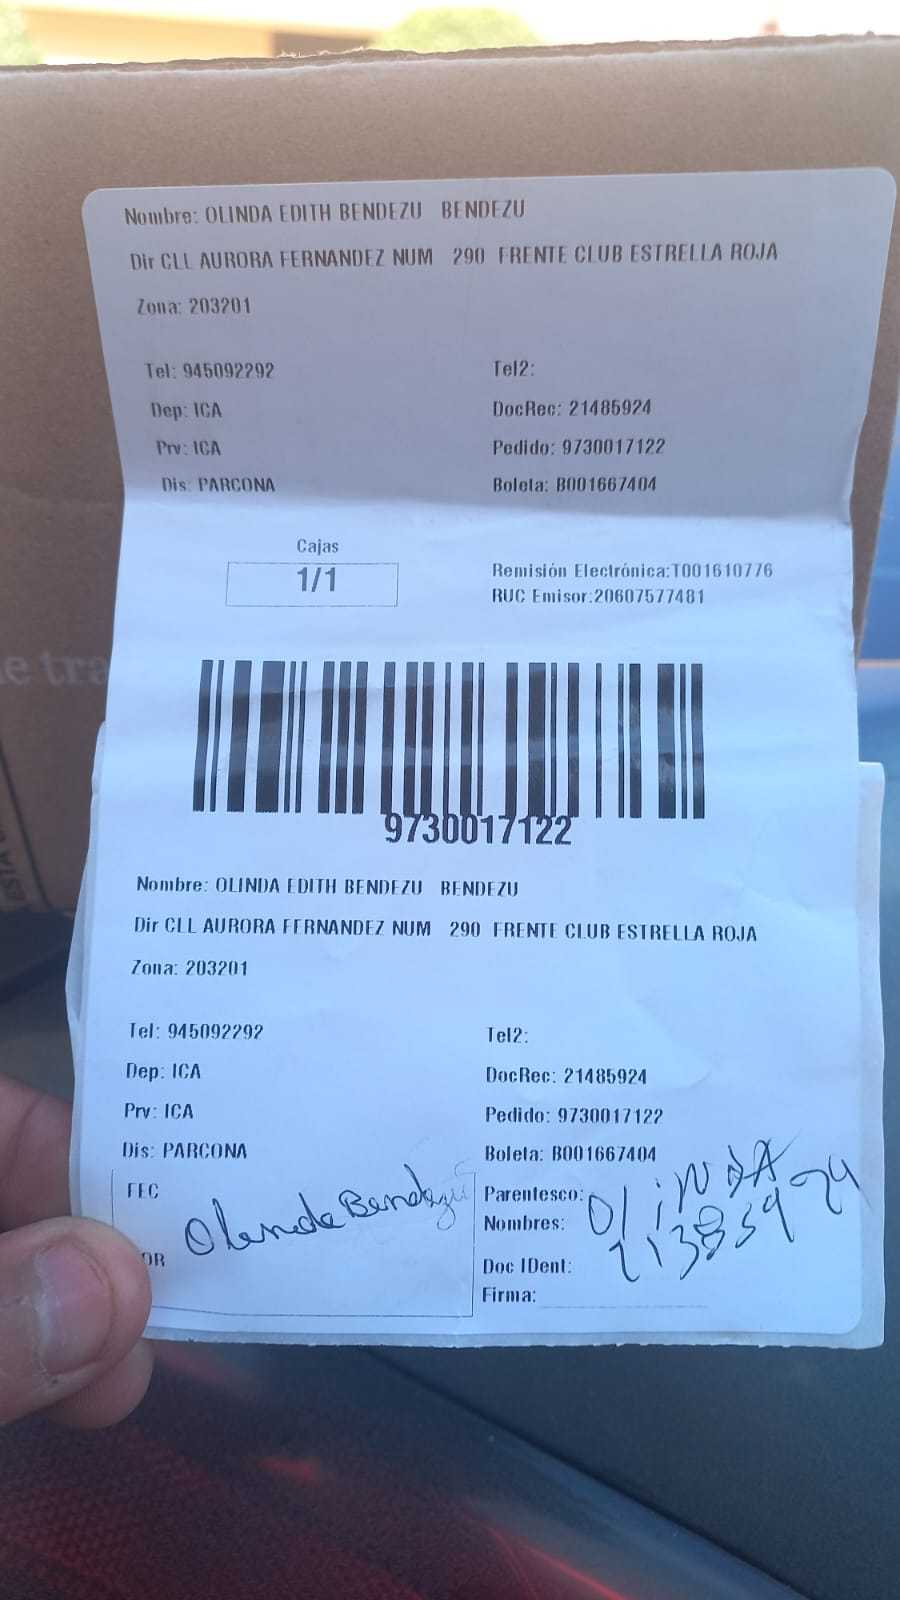 Nombre: OLINDA EDITH BENDEZU BENDEZU
Dir CLL AURORA FERNANDEZ NUM 290 FRENTE CLUB ESTRELLA ROJA
Zona: 203201
Tel: 945092292 Tel2:
Dep: ICA DocRec: 21485924
Prv: ICA Pedido: 9730017122
Dis: PARCONA Boleta: B001667404
Cajas
1/1
Remisión Electrónica:T001610776
RUC Emisor:20607577481
9730017122
Nombre: OLINDA EDITH BENDEZU BENDEZU
Dir CLL AURORA FERNANDEZ NUM 290 FRENTE CLUB ESTRELLA ROJA
Zona: 203201
Tel: 945092292 Tel2:
Dep: ICA DocRec: 21485924
Prv: ICA Pedido: 9730017122
Dis: PARCONA Boleta: B001667404
FEC
Olenda Bendezu
Parentesco:
Nombres: OlinDA
Doc IDent:
Firma: